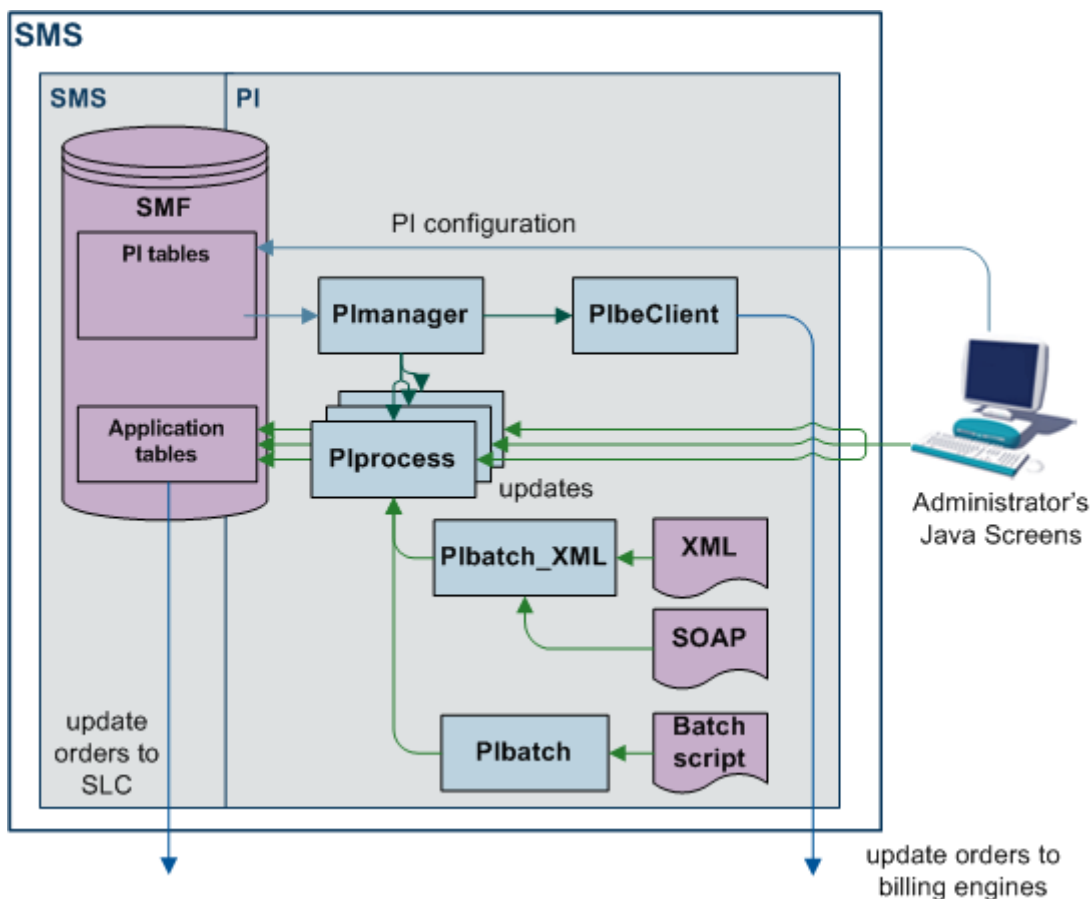 SMS
SMS
PI
SMF
PI tables
PI configuration
PImanager
PIbeClient
Application
tables
PIprocess
updates
Administrator's
Java Screens
PIbatch_XML
XML
SOAP
update
orders to
SLC
PIbatch
Batch
script
update orders to
billing engines